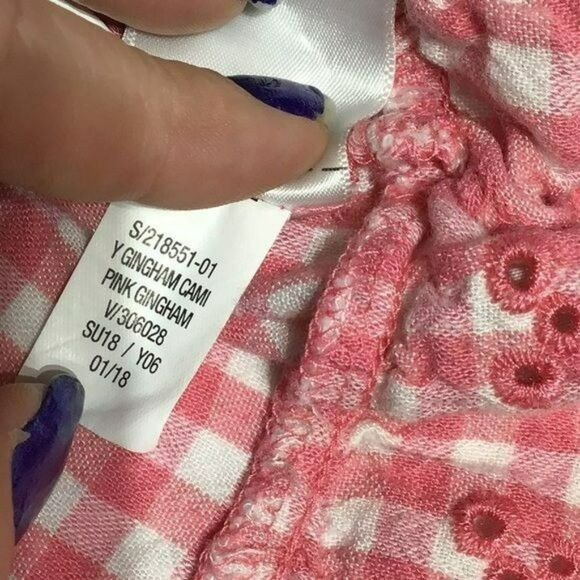 S/218551-01
Y GINGHAM CAMI
PINK GINGHAM
V/306028
SU18 / Y06
01/18